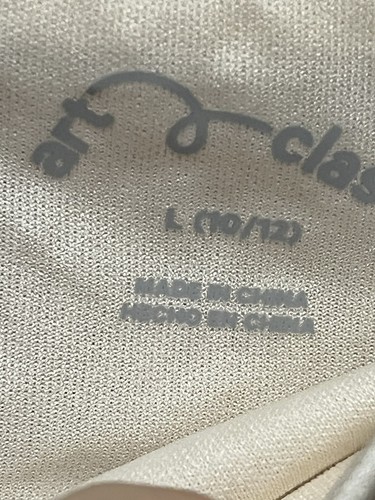 art clas
L (10/12)
MADE IN CHINA
HECHO EN CHINA